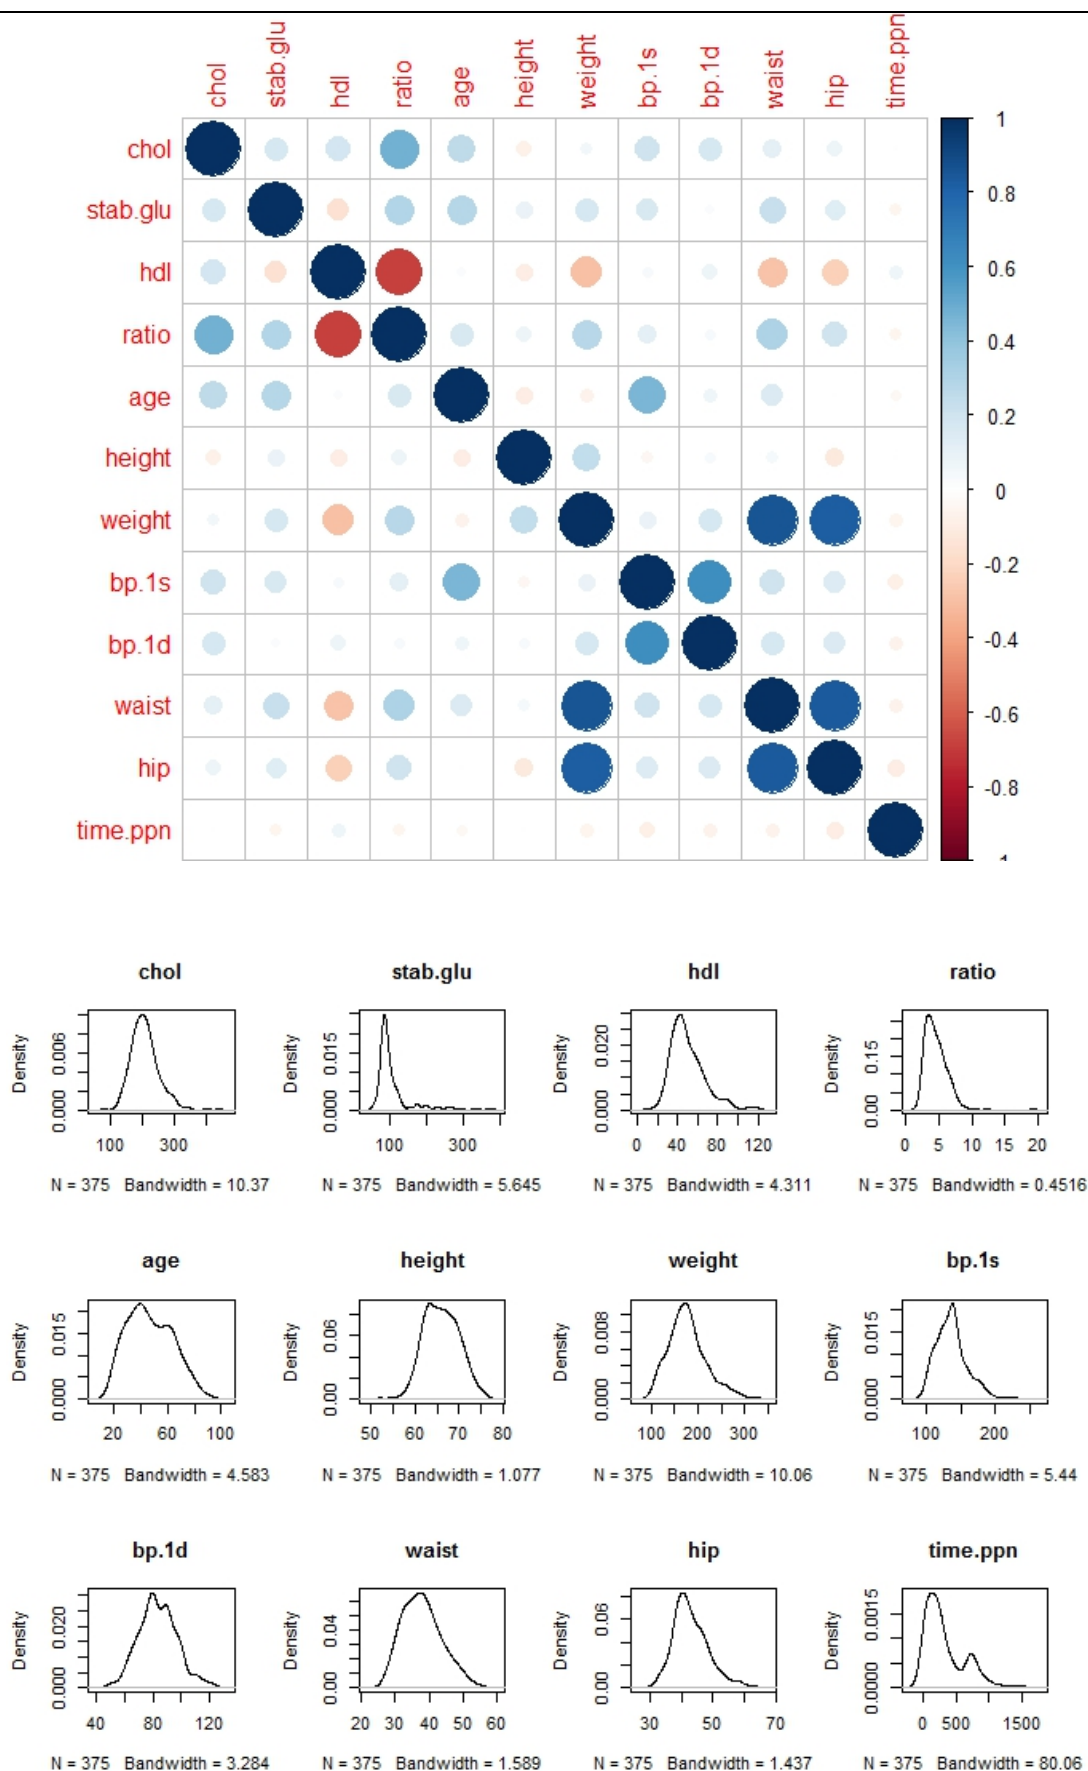 chol stab.glu hdl ratio age height weight bp.1s bp.1d waist hip time.ppn
chol
stab.glu
hdl
ratio
age
height
weight
bp.1s
bp.1d
waist
hip
time.ppn
1
0.8
0.6
0.4
0.2
0
-0.2
-0.4
-0.6
-0.8
chol
Density
0.000 0.006
100 300
N = 375 Bandwidth = 10.37
stab.glu
Density
0.000 0.015
100 300
N = 375 Bandwidth = 5.645
hdl
Density
0.000 0.020
0 40 80 120
N = 375 Bandwidth = 4.311
ratio
Density
0.00 0.15
0 5 10 15 20
N = 375 Bandwidth = 0.4516
age
Density
0.000 0.015
20 60 100
N = 375 Bandwidth = 4.583
height
Density
0.00 0.06
50 60 70 80
N = 375 Bandwidth = 1.077
weight
Density
0.000 0.008
100 200 300
N = 375 Bandwidth = 10.06
bp.1s
Density
0.000 0.015
100 200
N = 375 Bandwidth = 5.44
bp.1d
Density
0.000 0.020
40 80 120
N = 375 Bandwidth = 3.284
waist
Density
0.00 0.04
20 30 40 50 60
N = 375 Bandwidth = 1.589
hip
Density
0.00 0.06
30 50 70
N = 375 Bandwidth = 1.437
time.ppn
Density
0.0000 0.0015
0 500 1500
N = 375 Bandwidth = 80.06